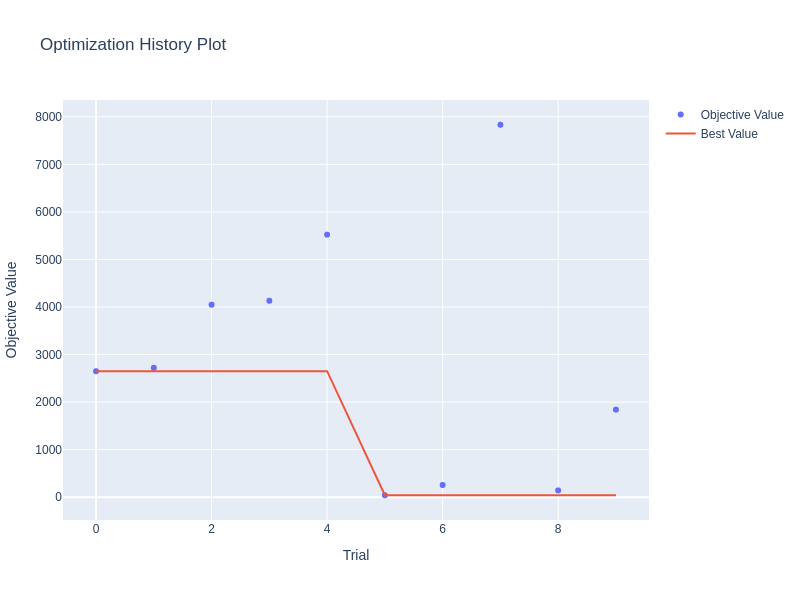 Optimization History Plot
Objective Value
Best Value
8000
7000
6000
5000
4000
3000
2000
1000
0
Objective Value
0 2 4 6 8
Trial